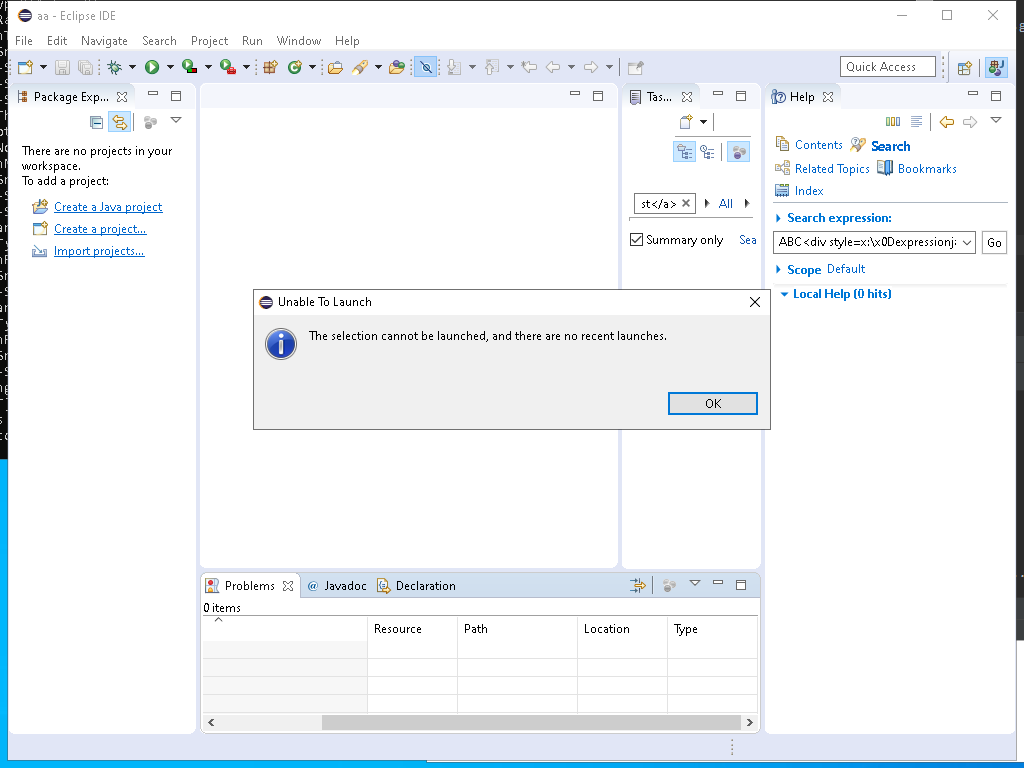 aa - Eclipse IDE
File Edit Navigate Search Project Run Window Help
Quick Access
Package Exp...
Tas...
Help
There are no projects in your
workspace.
To add a project:
Create a Java project
Create a project...
Import projects...
st</a>
All
Summary only
Sea
Contents
Search
Related Topics
Bookmarks
Index
Search expression:
ABC<div style=x:\x0Dexpression
Go
Scope Default
Local Help (0 hits)
Unable To Launch
The selection cannot be launched, and there are no recent launches.
OK
Problems
@ Javadoc
Declaration
0 items
Resource Path Location Type